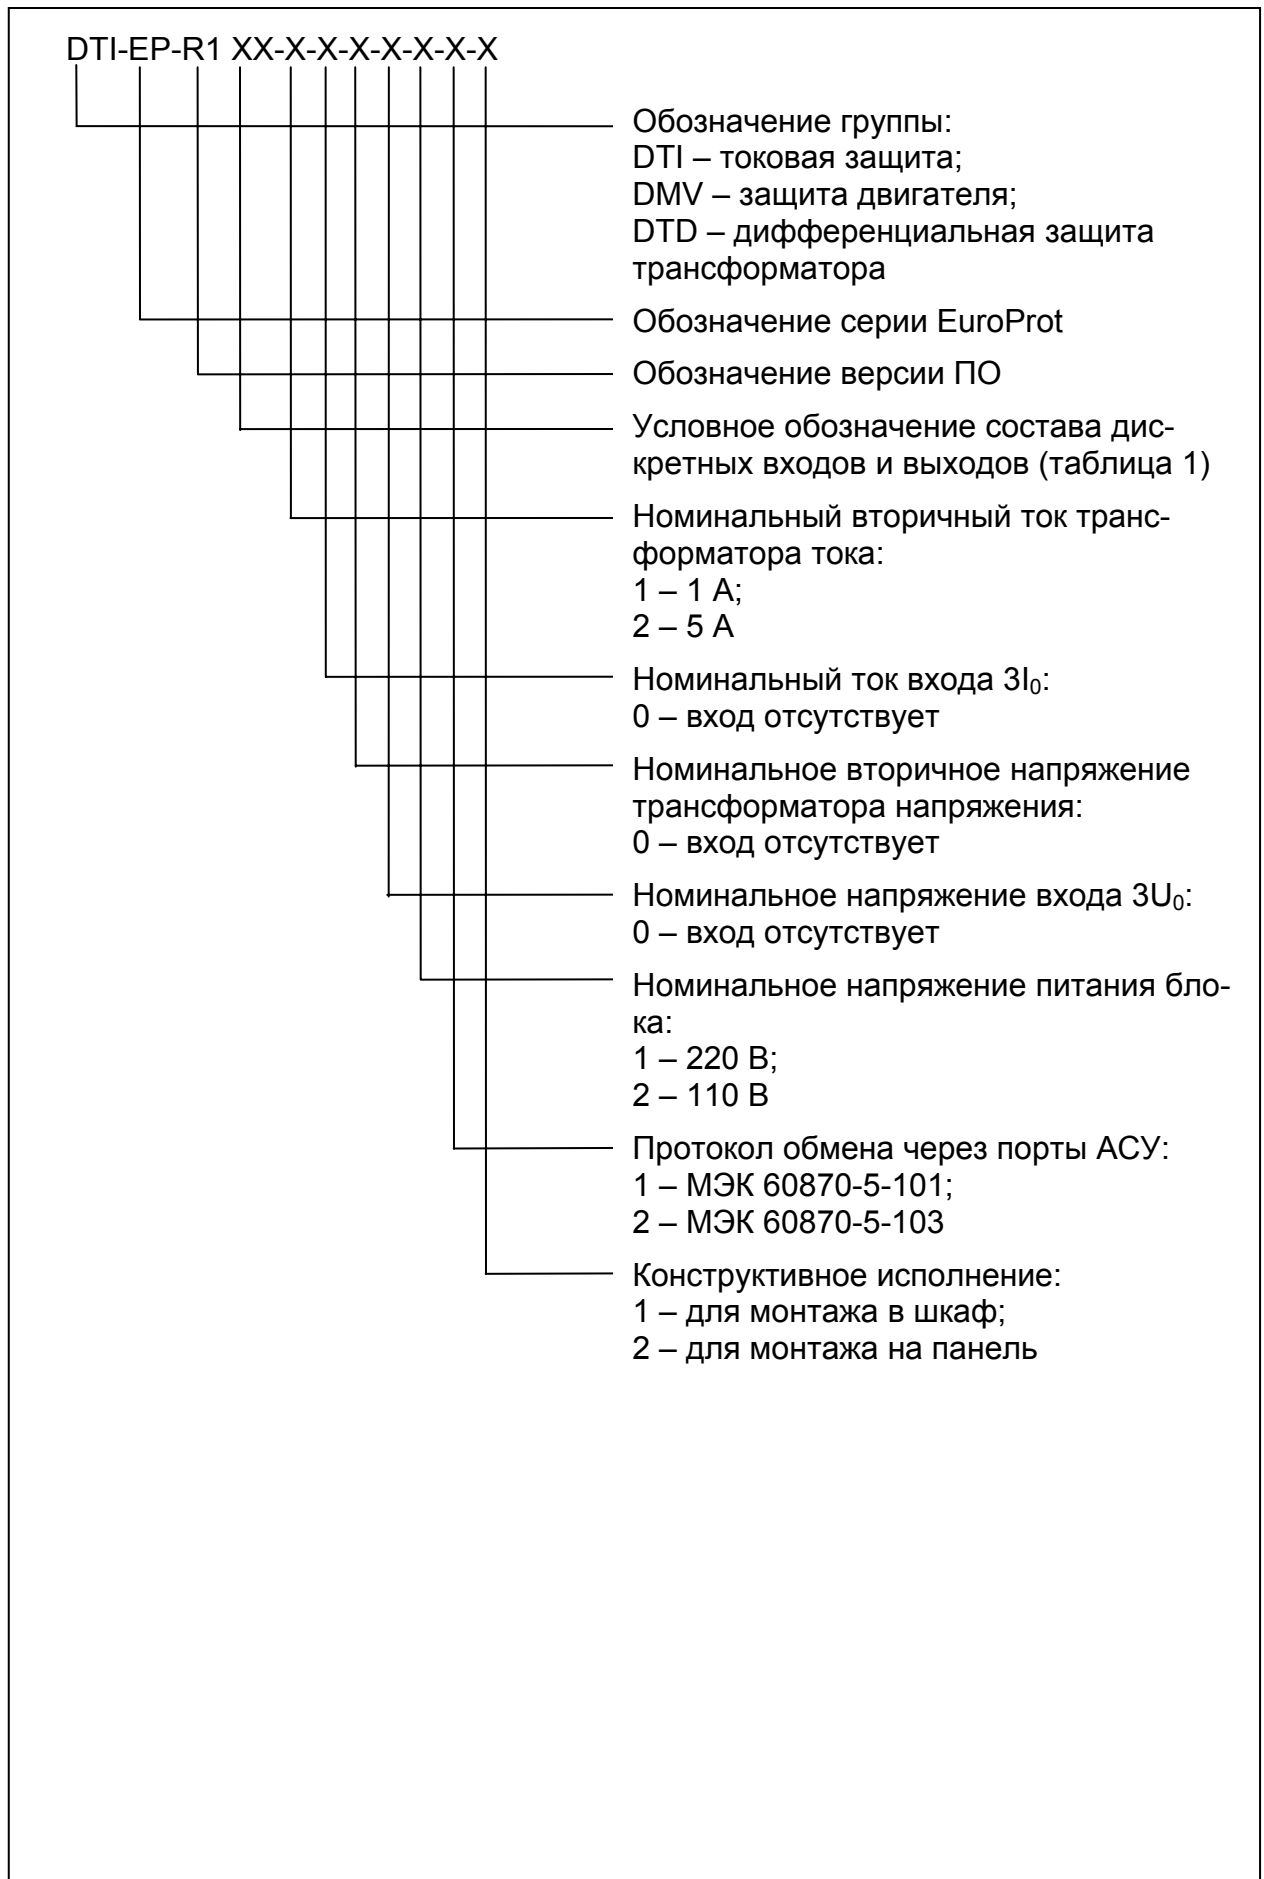 DTI-EP-R1 XX-X-X-X-X-X-X-X
Обозначение группы:
DTI – токовая защита;
DMV – защита двигателя;
DTD – дифференциальная защита
трансформатора
Обозначение серии EuroProt
Обозначение версии ПО
Условное обозначение состава дис-
кретных входов и выходов (таблица 1)
Номинальный вторичный ток транс-
форматора тока:
1 – 1 А;
2 – 5 А
Номинальный ток входа 3I₀:
0 – вход отсутствует
Номинальное вторичное напряжение
трансформатора напряжения:
0 – вход отсутствует
Номинальное напряжение входа 3U₀:
0 – вход отсутствует
Номинальное напряжение питания бло-
ка:
1 – 220 В;
2 – 110 В
Протокол обмена через порты АСУ:
1 – МЭК 60870-5-101;
2 – МЭК 60870-5-103
Конструктивное исполнение:
1 – для монтажа в шкаф;
2 – для монтажа на панель